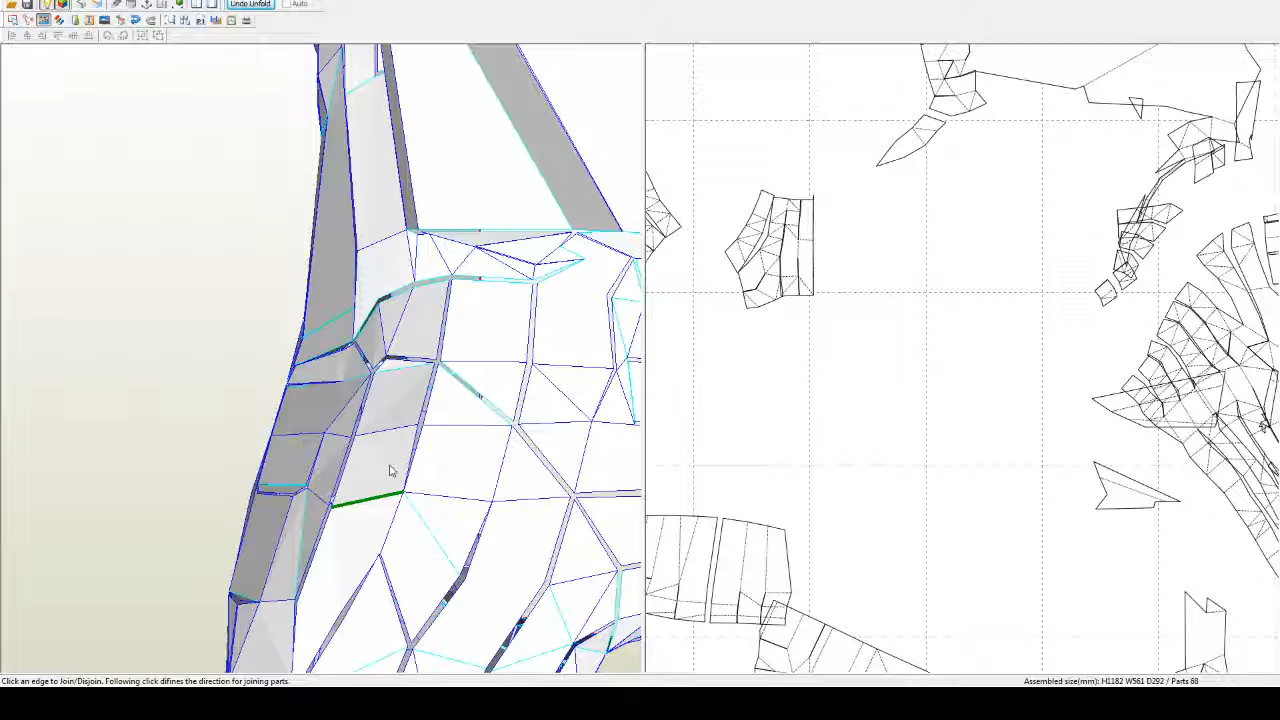 Undo Unfold
Auto
Click an edge to Join/Disjoin. Following click difines the direction for joining parts.
Assembled size(mm): H1182 W561 D292 / Parts 68